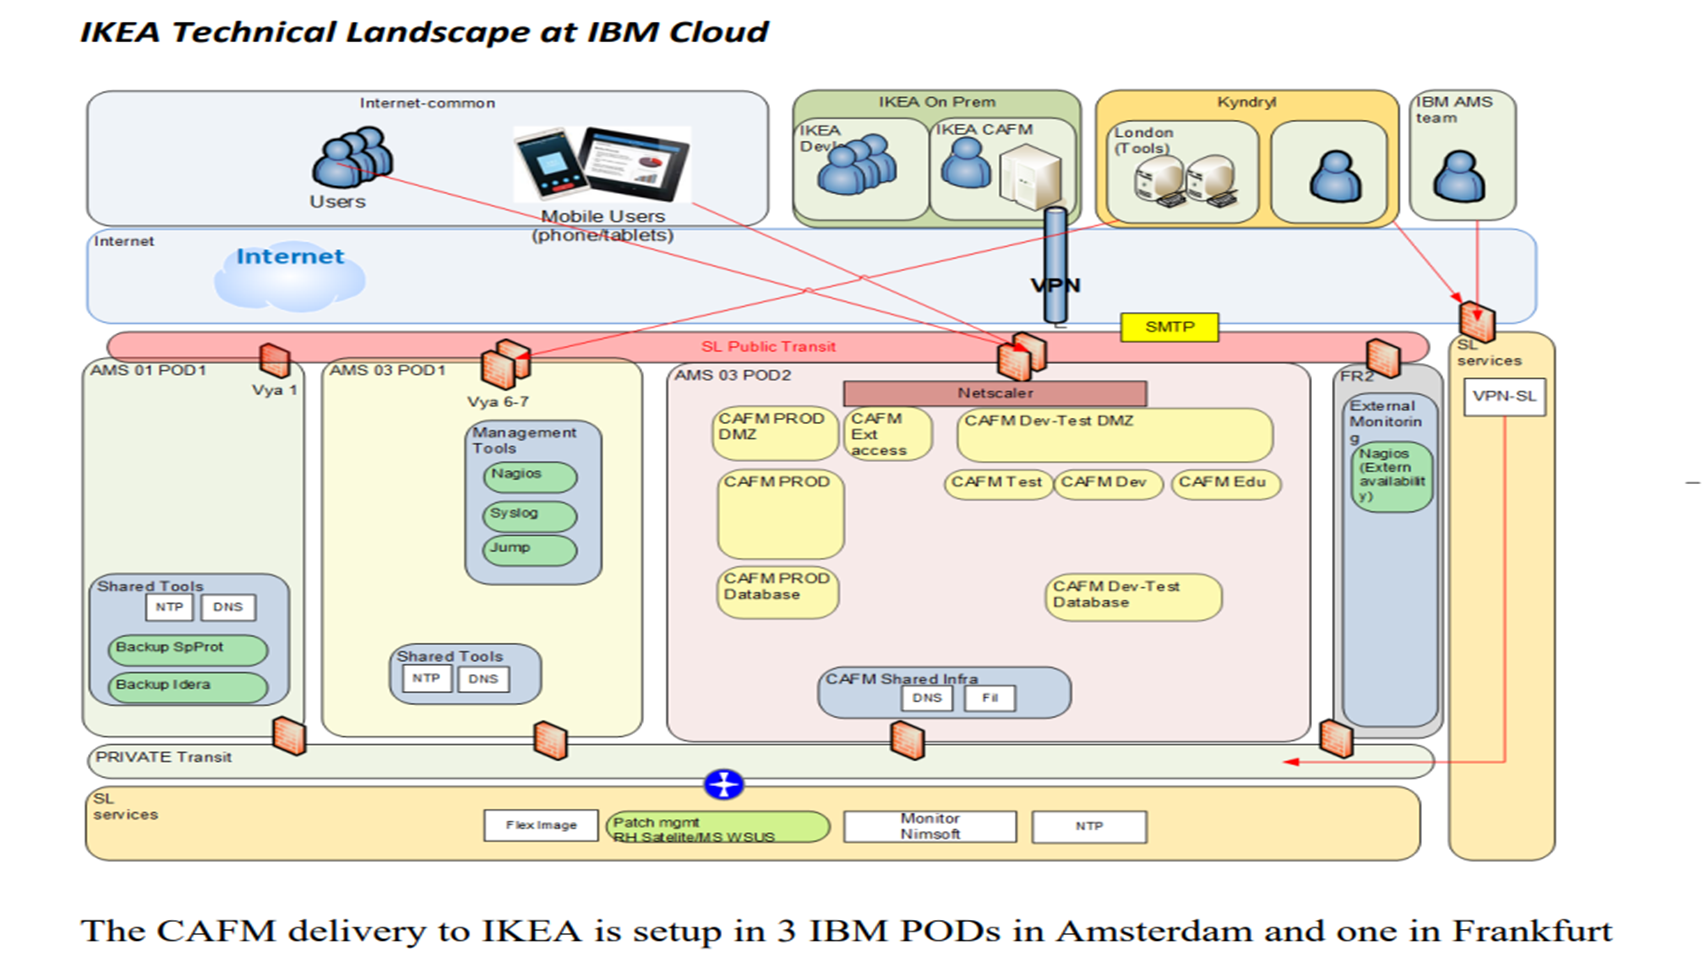 IKEA Technical Landscape at IBM Cloud
Internet-common
Users
Mobile Users
(phone/tablets)
IKEA On Prem
IKEA
IKEA CAFM
Kyndryl
London
(Tools)
IBM AMS
team
Internet
Internet
VPN
SMTP
SL Public Transit
AMS 01 POD1
Vya 1
Shared Tools
NTP
DNS
Backup SpProt
Backup Idera
AMS 03 POD1
Vya 6-7
Management
Tools
Nagios
Syslog
Jump
Shared Tools
NTP
DNS
AMS 03 POD2
Netscaler
CAFM PROD
DMZ
CAFM
Ext
access
CAFM Dev-Test DMZ
CAFM PROD
CAFM Test
CAFM Dev
CAFM Edu
CAFM PROD
Database
CAFM Dev-Test
Database
CAFM Shared Infra
DNS
Fil
FR2
External
Monitorin
g
Nagios
(Extern
availabilit
y)
SL
services
VPN-SL
PRIVATE Transit
SL
services
Flex Image
Patch mgmt
RH Satelite/MS WSUS
Monitor
Nimsoft
NTP
The CAFM delivery to IKEA is setup in 3 IBM PODs in Amsterdam and one in Frankfurt